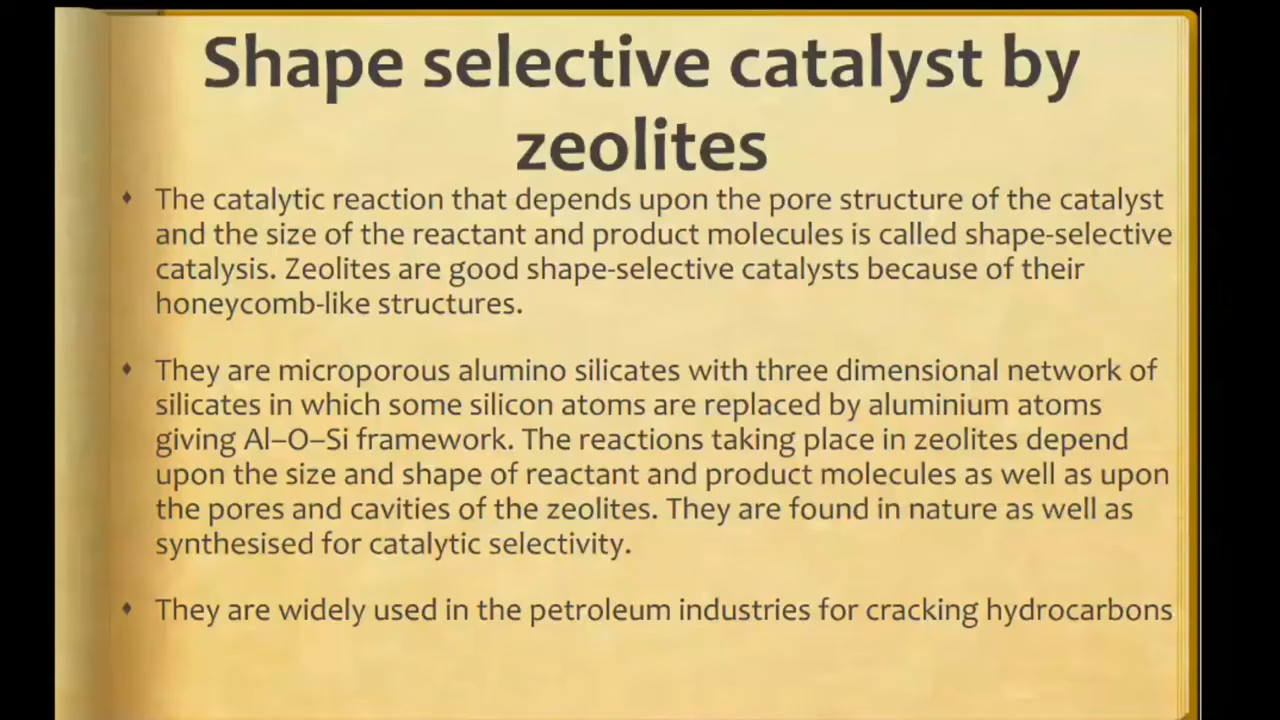 Shape selective catalyst by
zeolites
♦ The catalytic reaction that depends upon the pore structure of the catalyst
and the size of the reactant and product molecules is called shape-selective
catalysis. Zeolites are good shape-selective catalysts because of their
honeycomb-like structures.
♦ They are microporous alumino silicates with three dimensional network of
silicates in which some silicon atoms are replaced by aluminium atoms
giving Al–O–Si framework. The reactions taking place in zeolites depend
upon the size and shape of reactant and product molecules as well as upon
the pores and cavities of the zeolites. They are found in nature as well as
synthesised for catalytic selectivity.
♦ They are widely used in the petroleum industries for cracking hydrocarbons